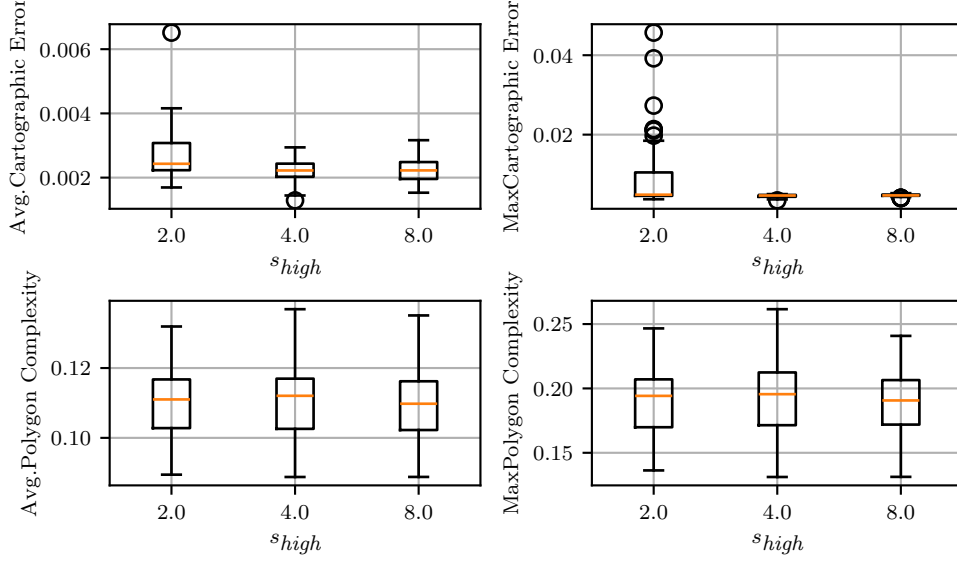 Avg.Cartographic Error
0.006
0.004
0.002
2.0 4.0 8.0
s_high
MaxCartographic Error
0.04
0.02
2.0 4.0 8.0
s_high
Avg.Polygon Complexity
0.12
0.10
2.0 4.0 8.0
s_high
MaxPolygon Complexity
0.25
0.20
0.15
2.0 4.0 8.0
s_high